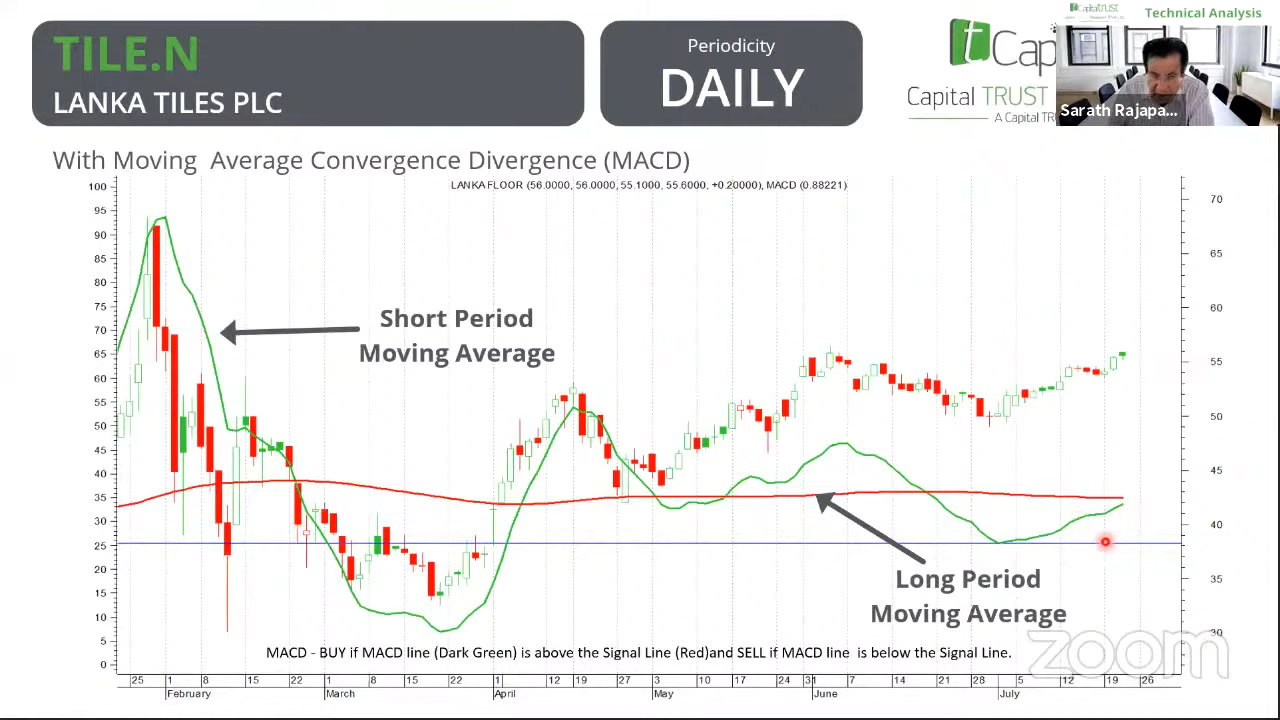 CapitalTRUST
Technical Analysis
TILE.N
LANKA TILES PLC
Periodicity
DAILY
Cap
Capital TRUST
A Capital TR
Sarath Rajapa...
With Moving  Average Convergence Divergence (MACD)
LANKA FLOOR (56.0000, 56.0000, 55.1000, 55.6000, +0.20000), MACD (0.88221)
100
95
90
85
80
75
70
65
60
55
50
45
40
35
30
25
20
15
10
5
0
70
65
60
55
50
45
40
35
30
Short Period
Moving Average
Long Period
Moving Average
MACD - BUY if MACD line (Dark Green) is above the Signal Line (Red)and SELL if MACD line  is below the Signal Line.
zoom
25 1 8 15 22 1 8 15 22 1 12 19 27 3 10 17 24 31 7 14 21 28 5 12 19 26
February March April May June July